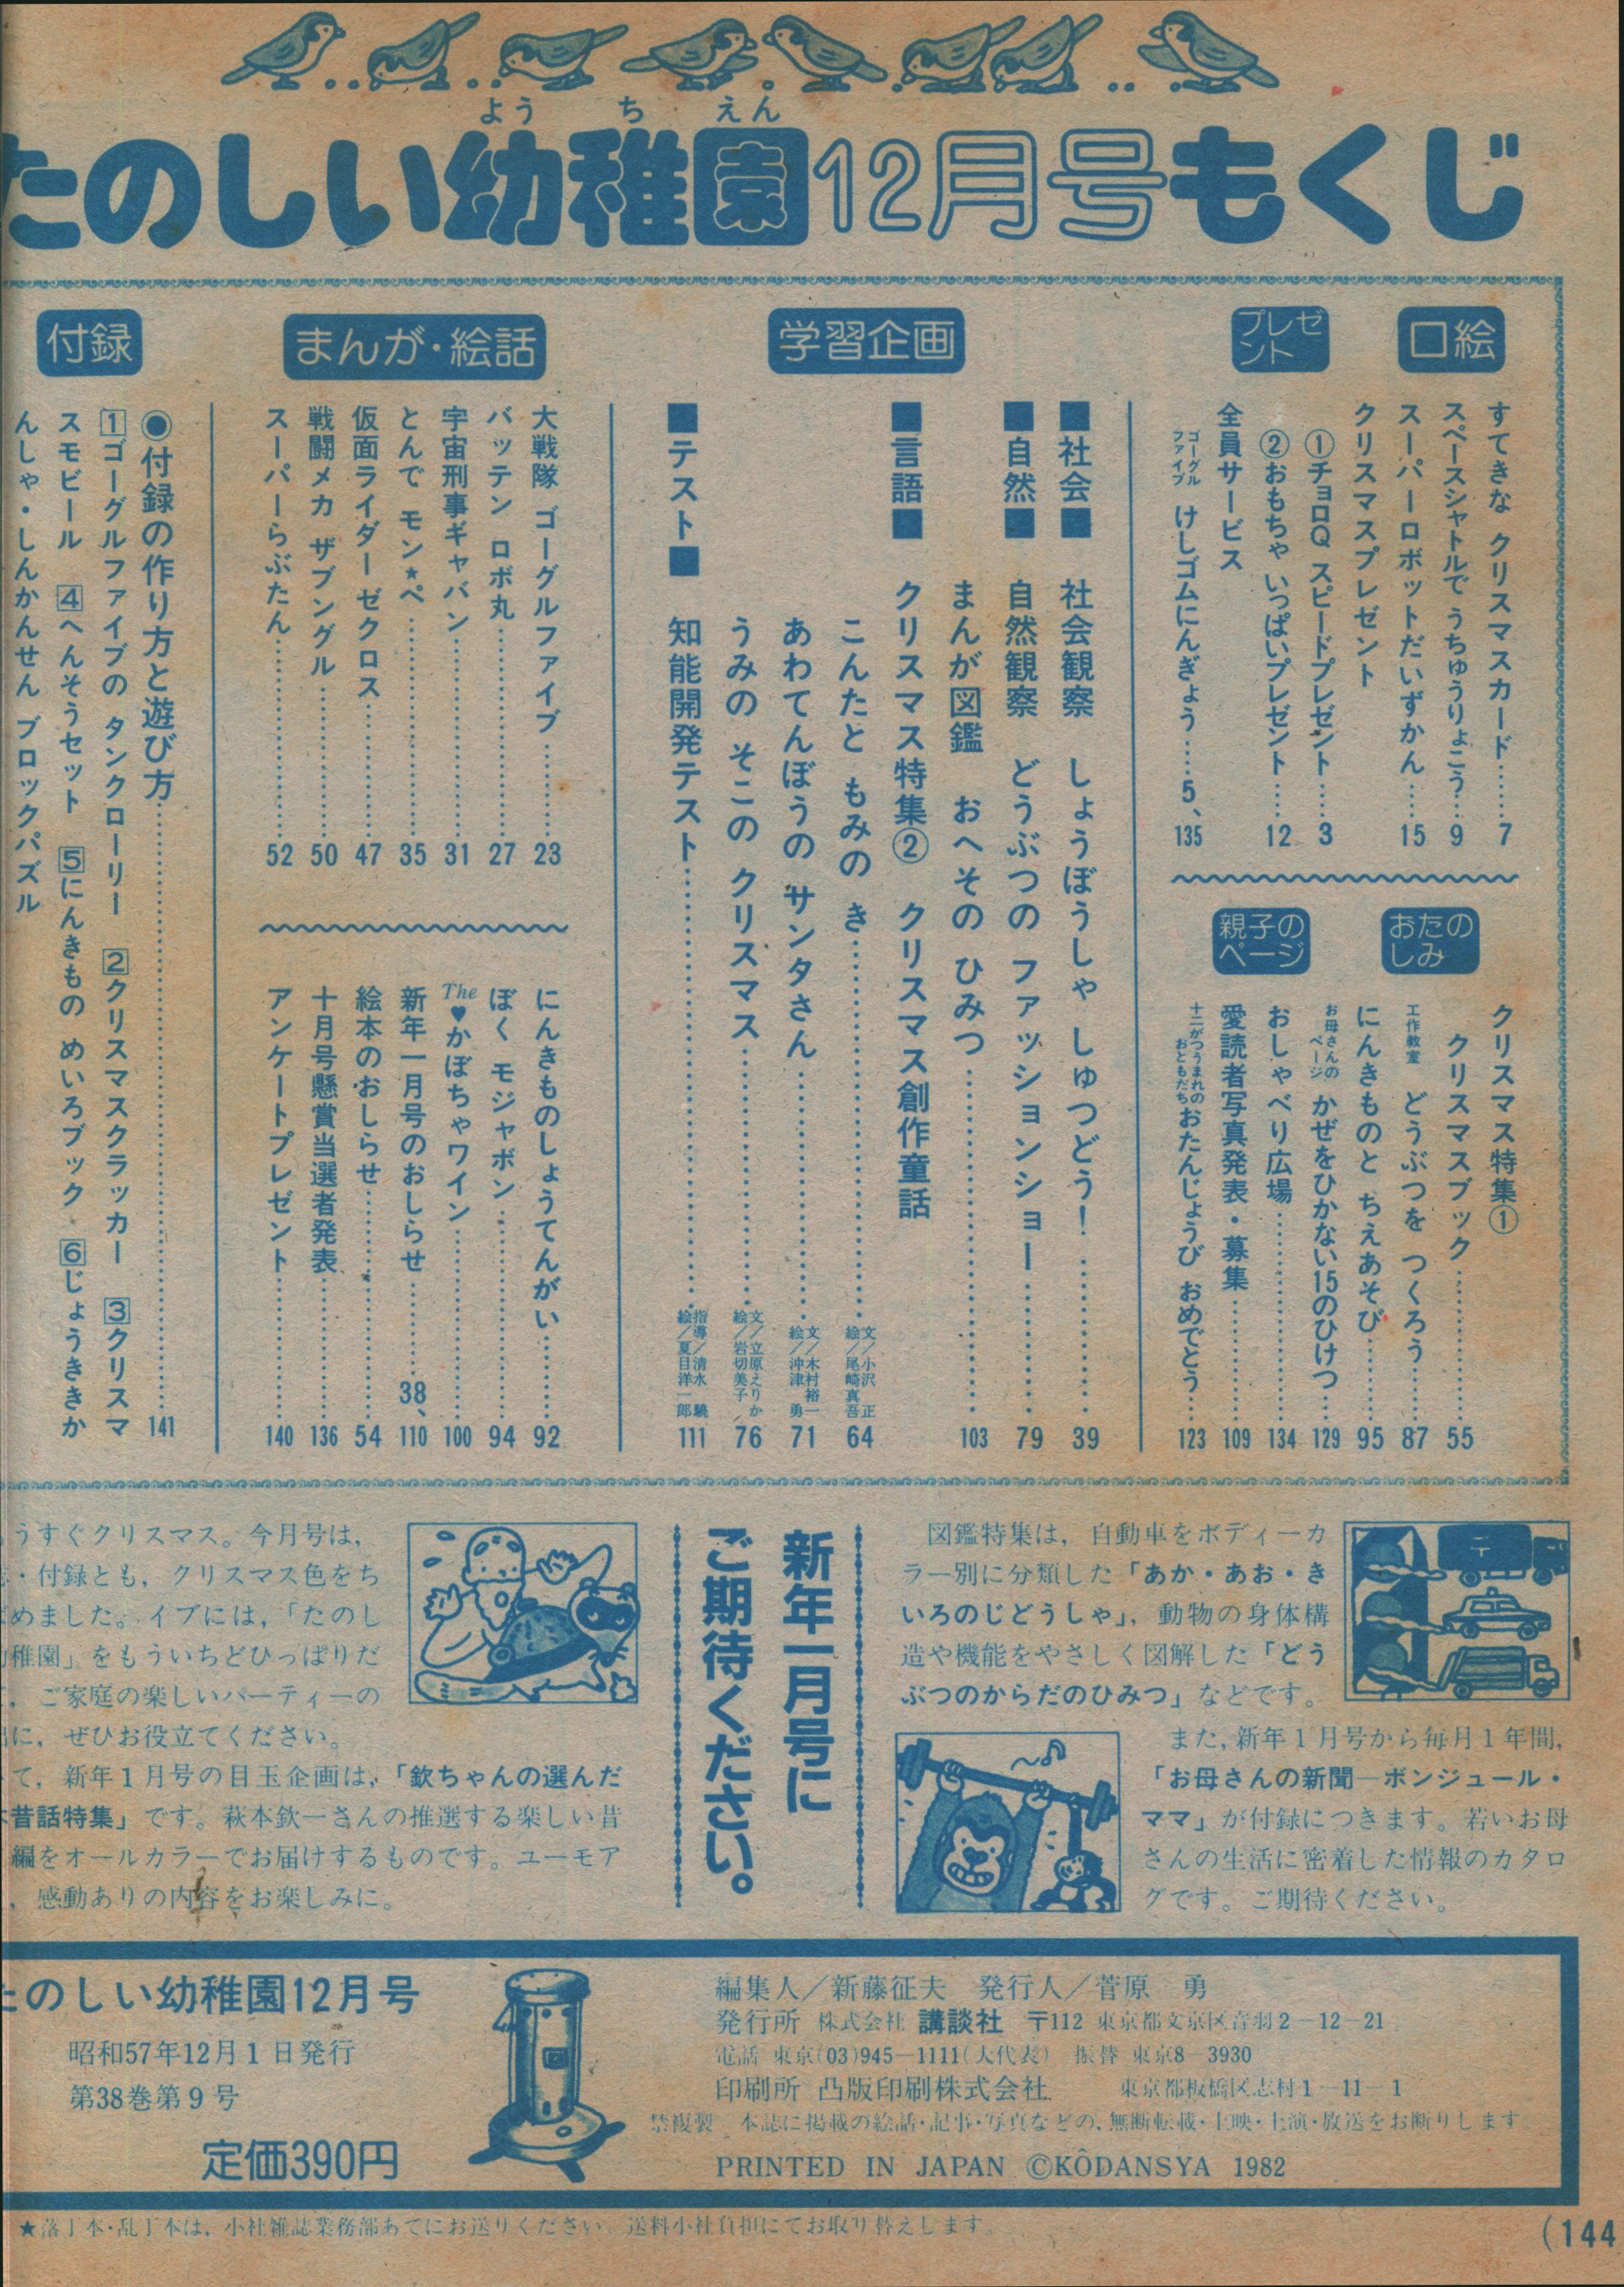 よう ち えん
たのしい幼稚園12月号もくじ
口絵
すてきな クリスマスカード……7
スペースシャトルで うちゅうりょこう…9
スーパーロボットだいずかん……15
プレゼント
クリスマスプレゼント
①チョロQ スピードプレゼント……3
②おもちゃ いっぱいプレゼント……12
全員サービス
ゴーグルファイブ けしゴムにんぎょう……5、135
おたのしみ
クリスマス特集①
クリスマスブック……55
工作教室 どうぶつを つくろう……87
にんきものと ちえあそび……95
親子のページ
お母さんのページ かぜをひかない15のひけつ…129
おしゃべり広場……134
愛読者写真発表・募集……109
十二がつうまれのおともだち おたんじょうび おめでとう…123
学習企画
■社会■ 社会観察 しょうぼうしゃ しゅつどう!……39
■自然■ 自然観察 どうぶつの ファッションショー……79
まんが図鑑 おへその ひみつ……103
■言語■ クリスマス特集② クリスマス創作童話
こんたと もみの き……文/小沢 正 絵/尾崎真吾 64
あわてんぼうの サンタさん……文/木村裕一 絵/沖津 勇 71
うみの そこの クリスマス……文/立原えりか 絵/岩切美子 76
■テスト■ 知能開発テスト……指導/清水 驍 絵/夏目洋一郎 111
まんが・絵話
大戦隊 ゴーグルファイブ……23
バッテン ロボ丸……27
宇宙刑事ギャバン……31
とんで モン★ペ……35
仮面ライダーゼクロス……47
戦闘メカ ザブングル……50
スーパーらぶたん……52
にんきものしょうてんがい……92
ぼく モジャボン……94
The♥かぼちゃワイン……100
新年一月号のおしらせ……38、110
絵本のおしらせ……54
十月号懸賞当選者発表……136
アンケートプレゼント……140
付録
◉付録の作り方と遊び方……141
1ゴーグルファイブの タンクローリー 2クリスマスクラッカー 3クリスマ
スモビール 4へんそうセット 5にんきもの めいろブック 6じょうききか
んしゃ・しんかんせん ブロックパズル
図鑑特集は，自動車をボディーカ
ラー別に分類した「あか・あお・き
いろのじどうしゃ」，動物の身体構
造や機能をやさしく図解した「どう
ぶつのからだのひみつ」などです。
また，新年1月号から毎月1年間，
「お母さんの新聞―ボンジュール・
ママ」が付録につきます。若いお母
さんの生活に密着した情報のカタロ
グです。ご期待ください。
新年一月号に
ご期待ください。
うすぐクリスマス。今月号は，
・付録とも，クリスマス色をち
めました。イブには，「たのし
稚園」をもういちどひっぱりだ
，ご家庭の楽しいパーティーの
に，ぜひお役立てください。
て，新年1月号の目玉企画は，「欽ちゃんの選んだ
昔話特集」です。萩本欽一さんの推選する楽しい昔
編をオールカラーでお届けするものです。ユーモア
，感動ありの内容をお楽しみに。
たのしい幼稚園12月号
昭和57年12月1日発行
第38巻第9号
定価390円
編集人／新藤征夫 発行人／菅原 勇
発行所 株式会社 講談社 〒112 東京都文京区音羽2－12－21
電話 東京(03)945－1111(大代表) 振替 東京8－3930
印刷所 凸版印刷株式会社 東京都板橋区志村1－11－1
禁複製 本誌に掲載の絵話・記事・写真などの，無断転載・上映・上演・放送をお断りします
PRINTED IN JAPAN ©KÔDANSYA 1982
★落丁本・乱丁本は，小社雑誌業務部あてにお送りください。送料小社負担にてお取り替えします。
(144